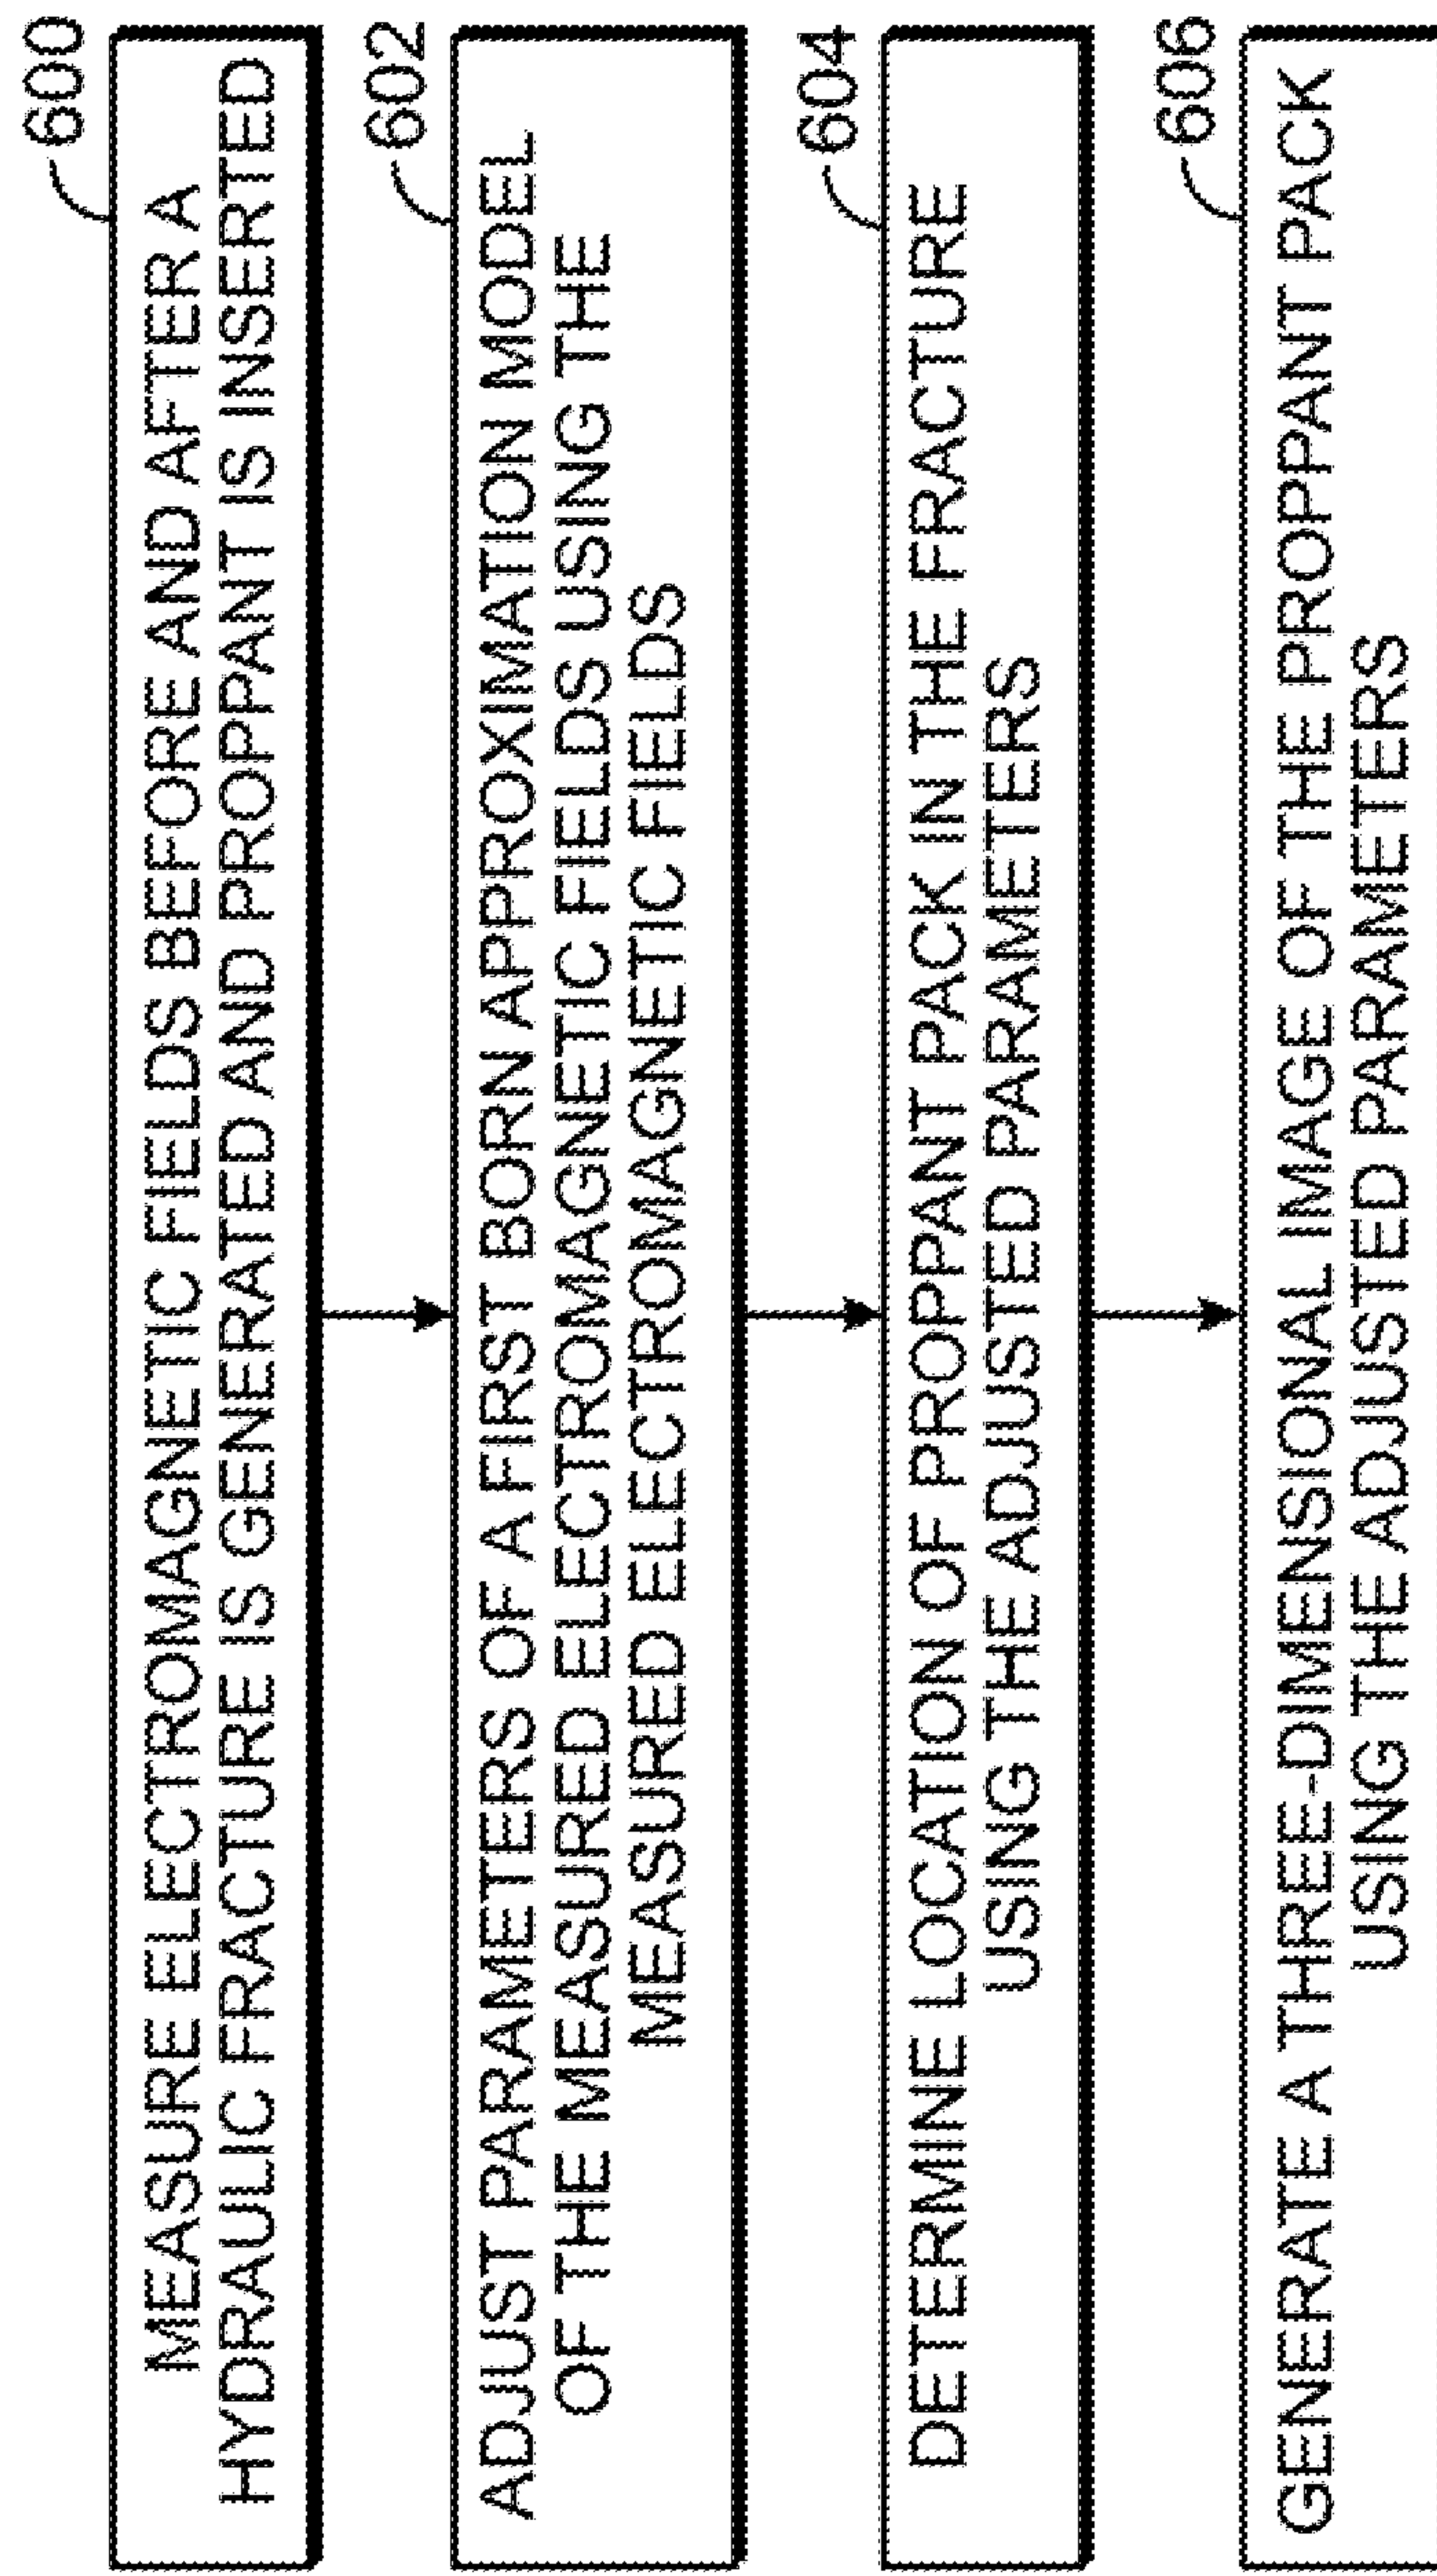 600
MEASURE ELECTROMAGNETIC FIELDS BEFORE AND AFTER A
HYDRAULIC FRACTURE IS GENERATED AND PROPPANT IS INSERTED
602
ADJUST PARAMETERS OF A FIRST BORN APPROXIMATION MODEL
OF THE MEASURED ELECTROMAGNETIC FIELDS USING THE
MEASURED ELECTROMAGNETIC FIELDS
604
DETERMINE LOCATION OF PROPPANT PACK IN THE FRACTURE
USING THE ADJUSTED PARAMETERS
606
GENERATE A THREE-DIMENSIONAL IMAGE OF THE PROPPANT PACK
USING THE ADJUSTED PARAMETERS